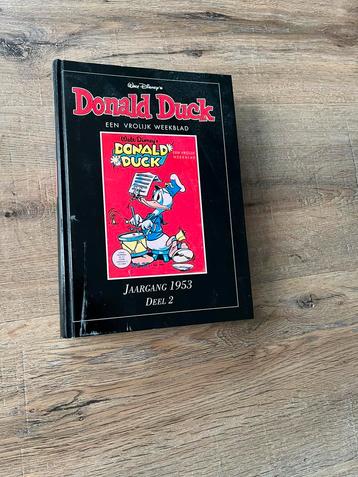 Walt Disney's
Donald Duck
EEN VROLIJK WEEKBLAD
Walt Disney's
DONALD DUCK
EEN VROLIJK
WEEKBLAD
JAARGANG 1953
DEEL 2